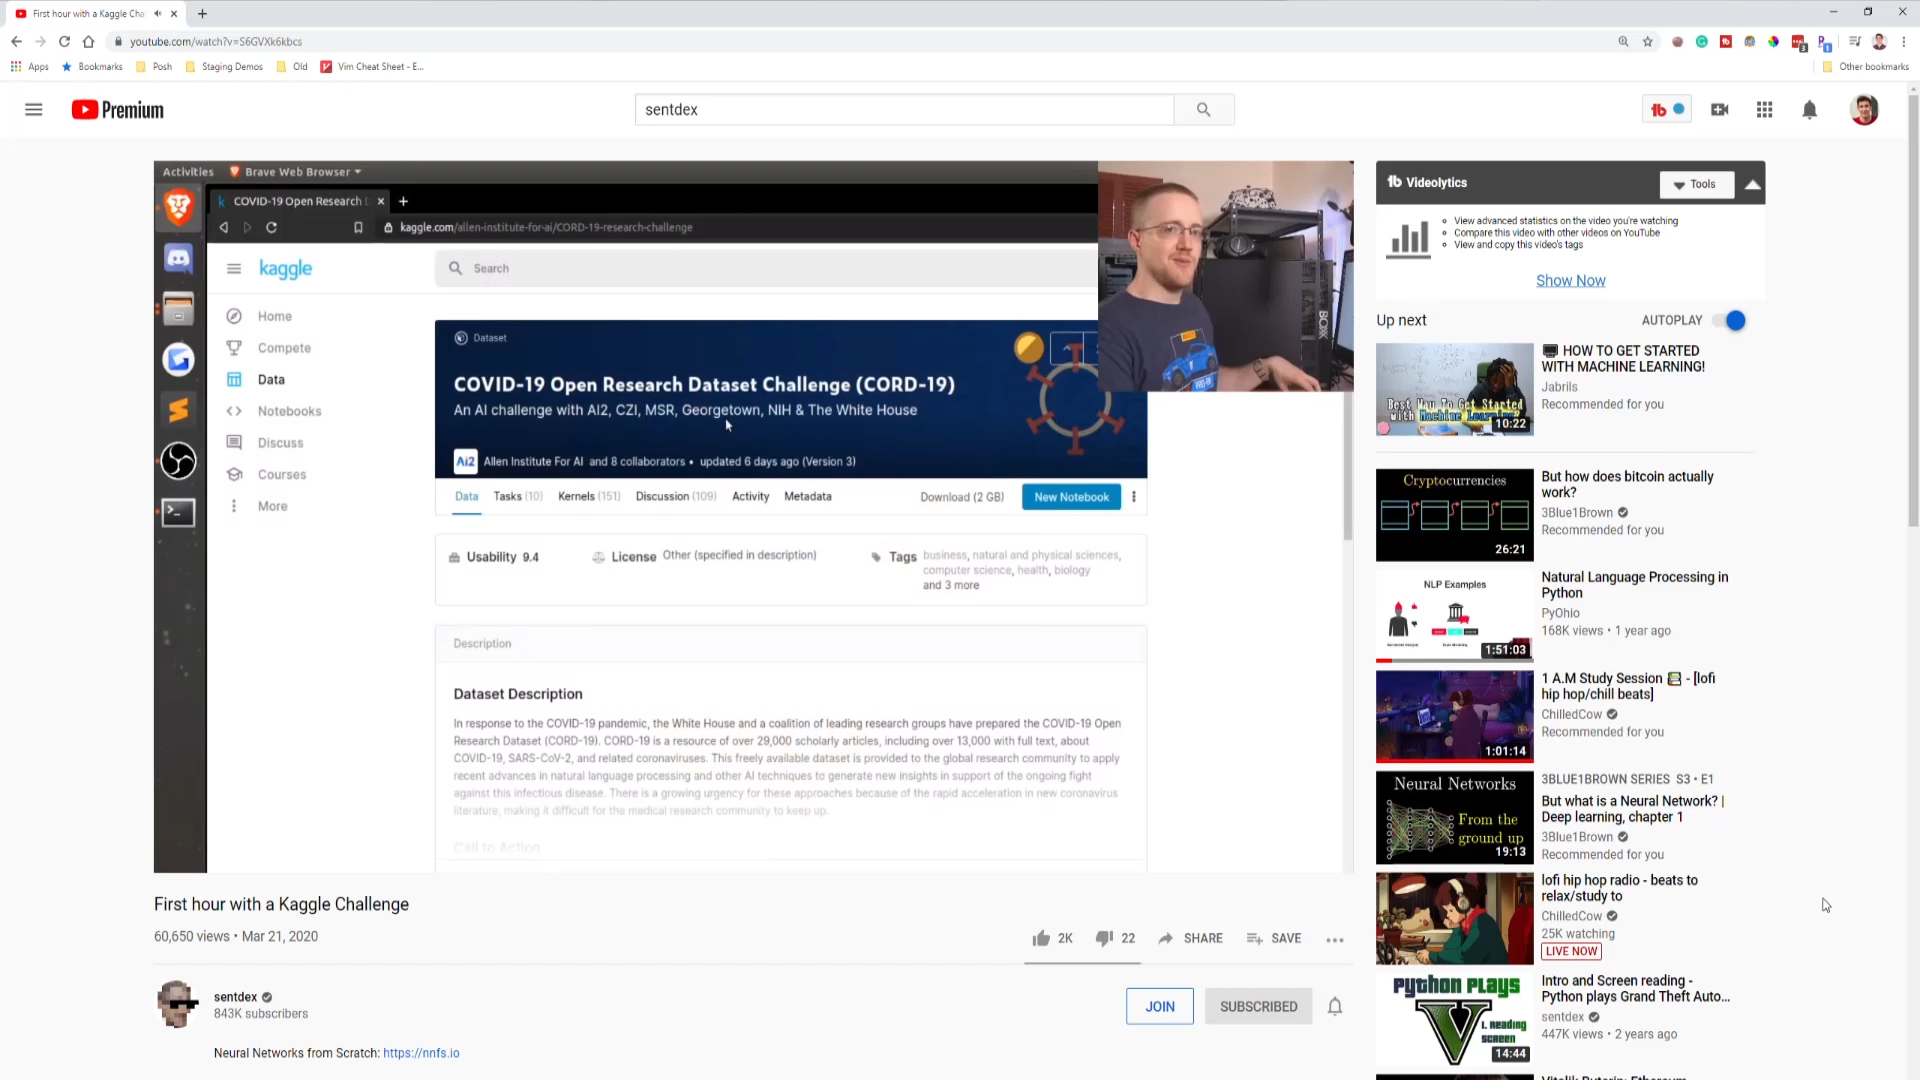 First hour with a Kaggle Cha
youtube.com/watch?v=S6GVXk6kbcs
Apps Bookmarks Posh Staging Demos Old Vim Cheat Sheet - E... Other bookmarks
Premium
sentdex
Activities Brave Web Browser
COVID-19 Open Research D
kaggle.com/allen-institute-for-ai/CORD-19-research-challenge
kaggle
Search
Home
Compete
Data
Notebooks
Discuss
Courses
More
Dataset
COVID-19 Open Research Dataset Challenge (CORD-19)
An AI challenge with AI2, CZI, MSR, Georgetown, NIH & The White House
Ai2 Allen Institute For AI and 8 collaborators • updated 6 days ago (Version 3)
Data Tasks (10) Kernels (151) Discussion (109) Activity Metadata Download (2 GB) New Notebook
Usability 9.4 License Other (specified in description) Tags business, natural and physical sciences,
computer science, health, biology
and 3 more
Description
Dataset Description
In response to the COVID-19 pandemic, the White House and a coalition of leading research groups have prepared the COVID-19 Open
Research Dataset (CORD-19). CORD-19 is a resource of over 29,000 scholarly articles, including over 13,000 with full text, about
COVID-19, SARS-CoV-2, and related coronaviruses. This freely available dataset is provided to the global research community to apply
recent advances in natural language processing and other AI techniques to generate new insights in support of the ongoing fight
against this infectious disease. There is a growing urgency for these approaches because of the rapid acceleration in new coronavirus
literature, making it difficult for the medical research community to keep up.
Call to Action
BOXX
First hour with a Kaggle Challenge
60,650 views • Mar 21, 2020
2K 22 SHARE SAVE
sentdex
843K subscribers
JOIN SUBSCRIBED
Neural Networks from Scratch: https://nnfs.io
tb Videolytics Tools
View advanced statistics on the video you're watching
Compare this video with other videos on YouTube
View and copy this video's tags
Show Now
Up next AUTOPLAY
Best Way To Get Started
with Machine Learning
10:22
HOW TO GET STARTED
WITH MACHINE LEARNING!
Jabrils
Recommended for you
Cryptocurrencies
26:21
But how does bitcoin actually
work?
3Blue1Brown
Recommended for you
NLP Examples
1:51:03
Natural Language Processing in
Python
PyOhio
168K views • 1 year ago
1:01:14
1 A.M Study Session - [lofi
hip hop/chill beats]
ChilledCow
Recommended for you
Neural Networks
From the
ground up
19:13
3BLUE1BROWN SERIES S3 • E1
But what is a Neural Network? |
Deep learning, chapter 1
3Blue1Brown
Recommended for you
lofi hip hop radio - beats to
relax/study to
ChilledCow
25K watching
LIVE NOW
PYTHON PLAYS
V
1. Reading
screen
14:44
Intro and Screen reading -
Python plays Grand Theft Auto...
sentdex
447K views • 2 years ago